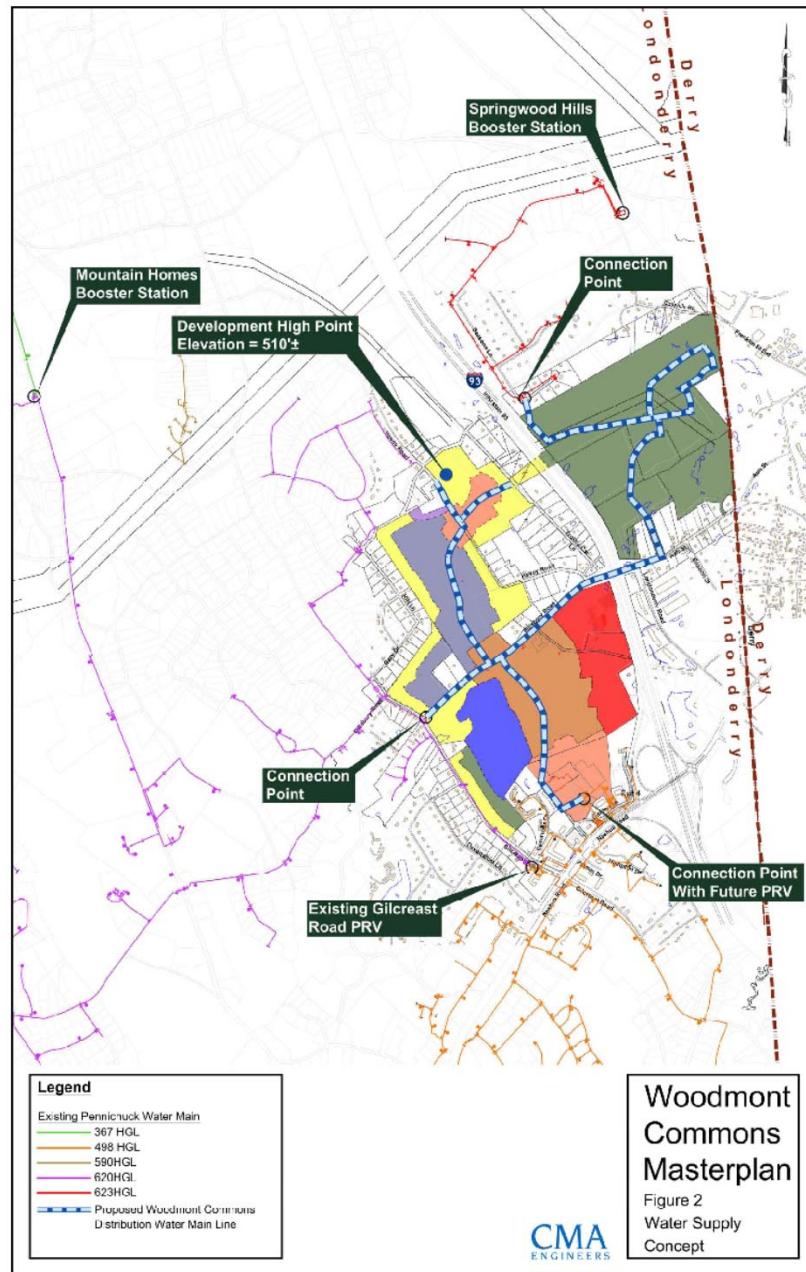 Londonderry
Derry
Springwood Hills
Booster Station
Connection
Point
Mountain Homes
Booster Station
Development High Point
Elevation = 510'±
93
Londonderry
Derry
Connection
Point
Connection Point
With Future PRV
Existing Gilcreast
Road PRV
Legend
Existing Pennichuck Water Main
367 HGL
498 HGL
590HGL
620HGL
623HGL
Proposed Woodmont Commons
Distribution Water Main Line
Woodmont
Commons
Masterplan
Figure 2
Water Supply
Concept
CMA
ENGINEERS